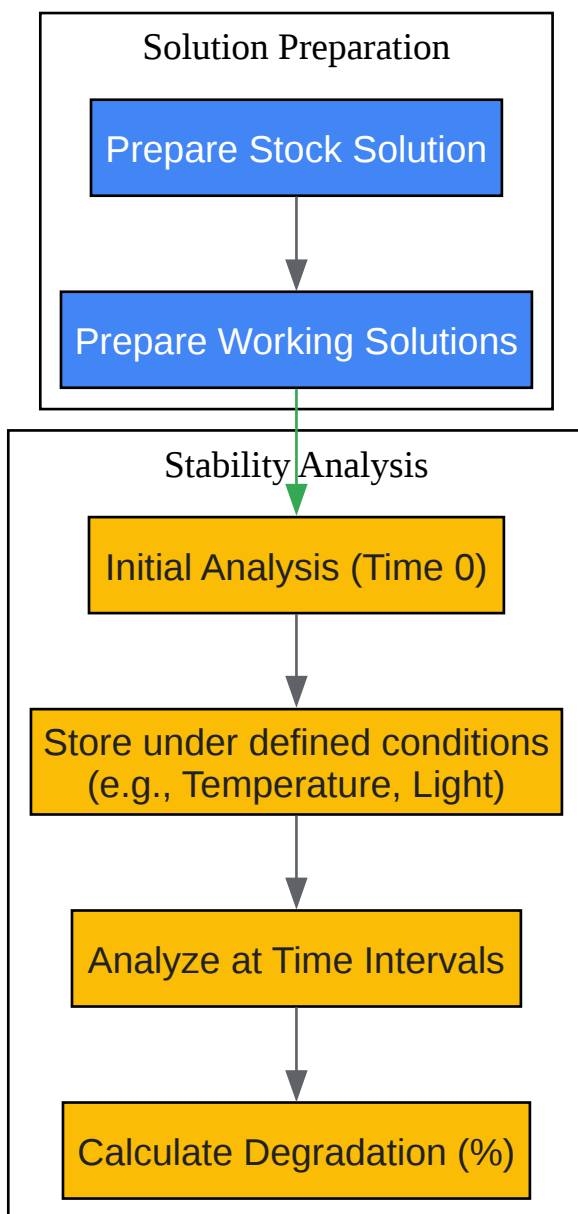 Solution Preparation
Prepare Stock Solution
Prepare Working Solutions
Stability Analysis
Initial Analysis (Time 0)
Store under defined conditions
(e.g., Temperature, Light)
Analyze at Time Intervals
Calculate Degradation (%)